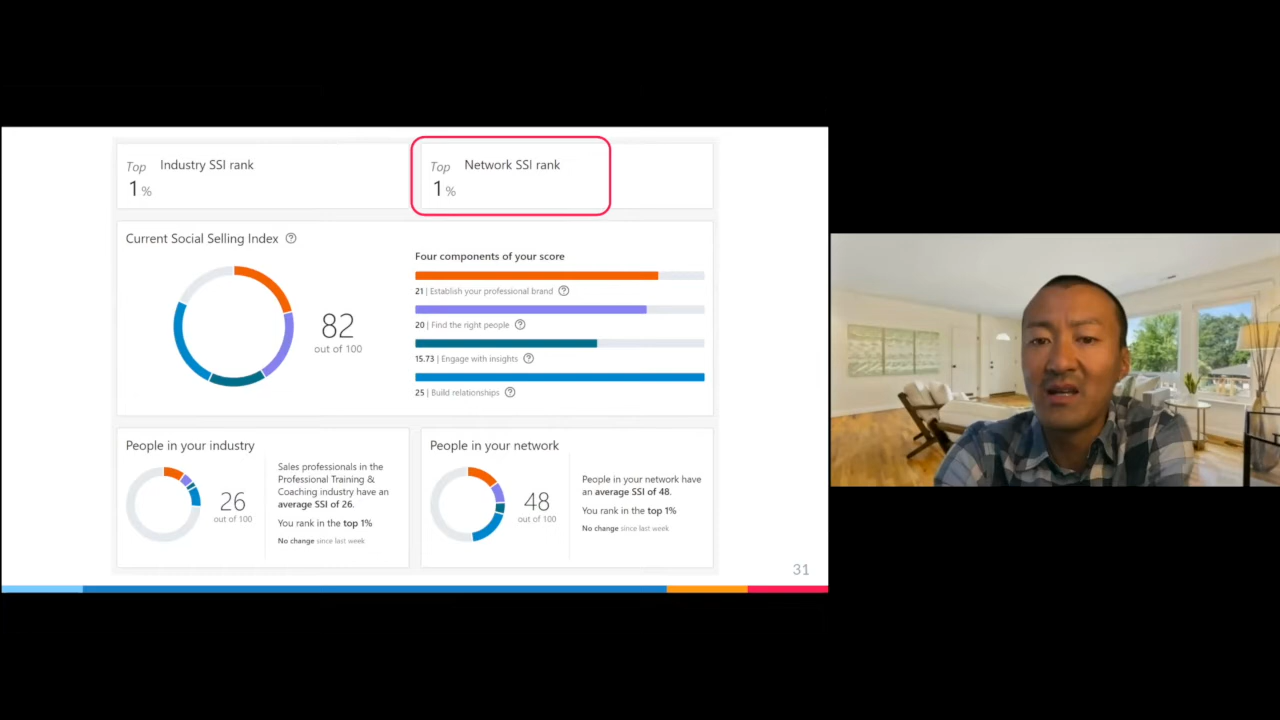 Top Industry SSI rank
1 %
Top Network SSI rank
1 %
Current Social Selling Index ?
82
out of 100
Four components of your score
21 | Establish your professional brand ?
20 | Find the right people ?
15.73 | Engage with insights ?
25 | Build relationships ?
People in your industry
26
out of 100
Sales professionals in the
Professional Training &
Coaching industry have an
average SSI of 26.
You rank in the top 1%
No change since last week
People in your network
48
out of 100
People in your network have
an average SSI of 48.
You rank in the top 1%
No change since last week
31